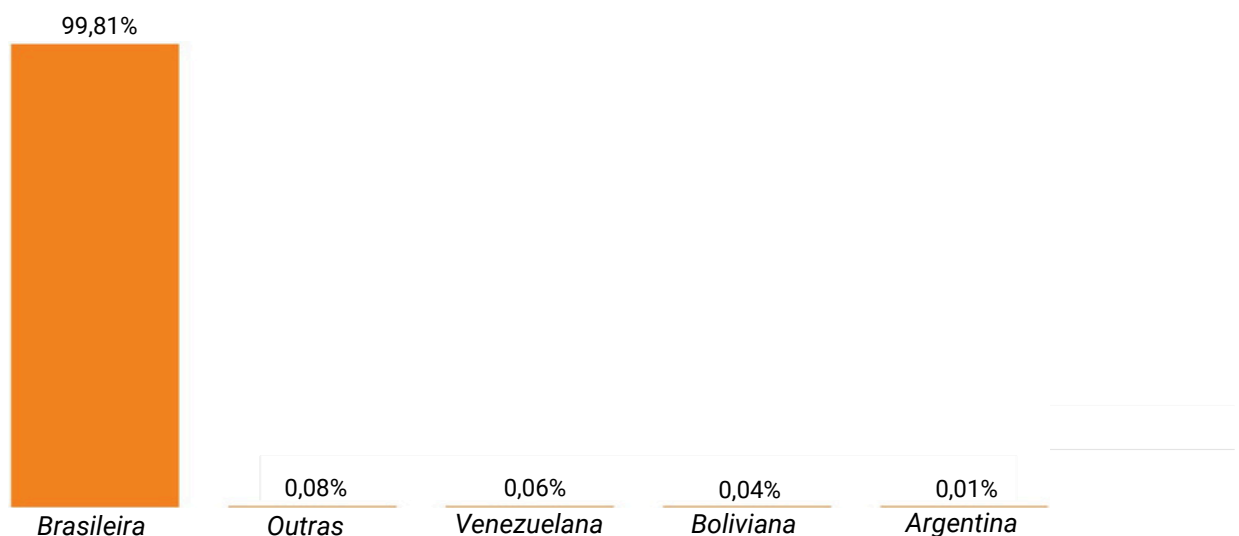 99,81%
0,08% 0,06% 0,04% 0,01%
Brasileira Outras Venezuelana Boliviana Argentina